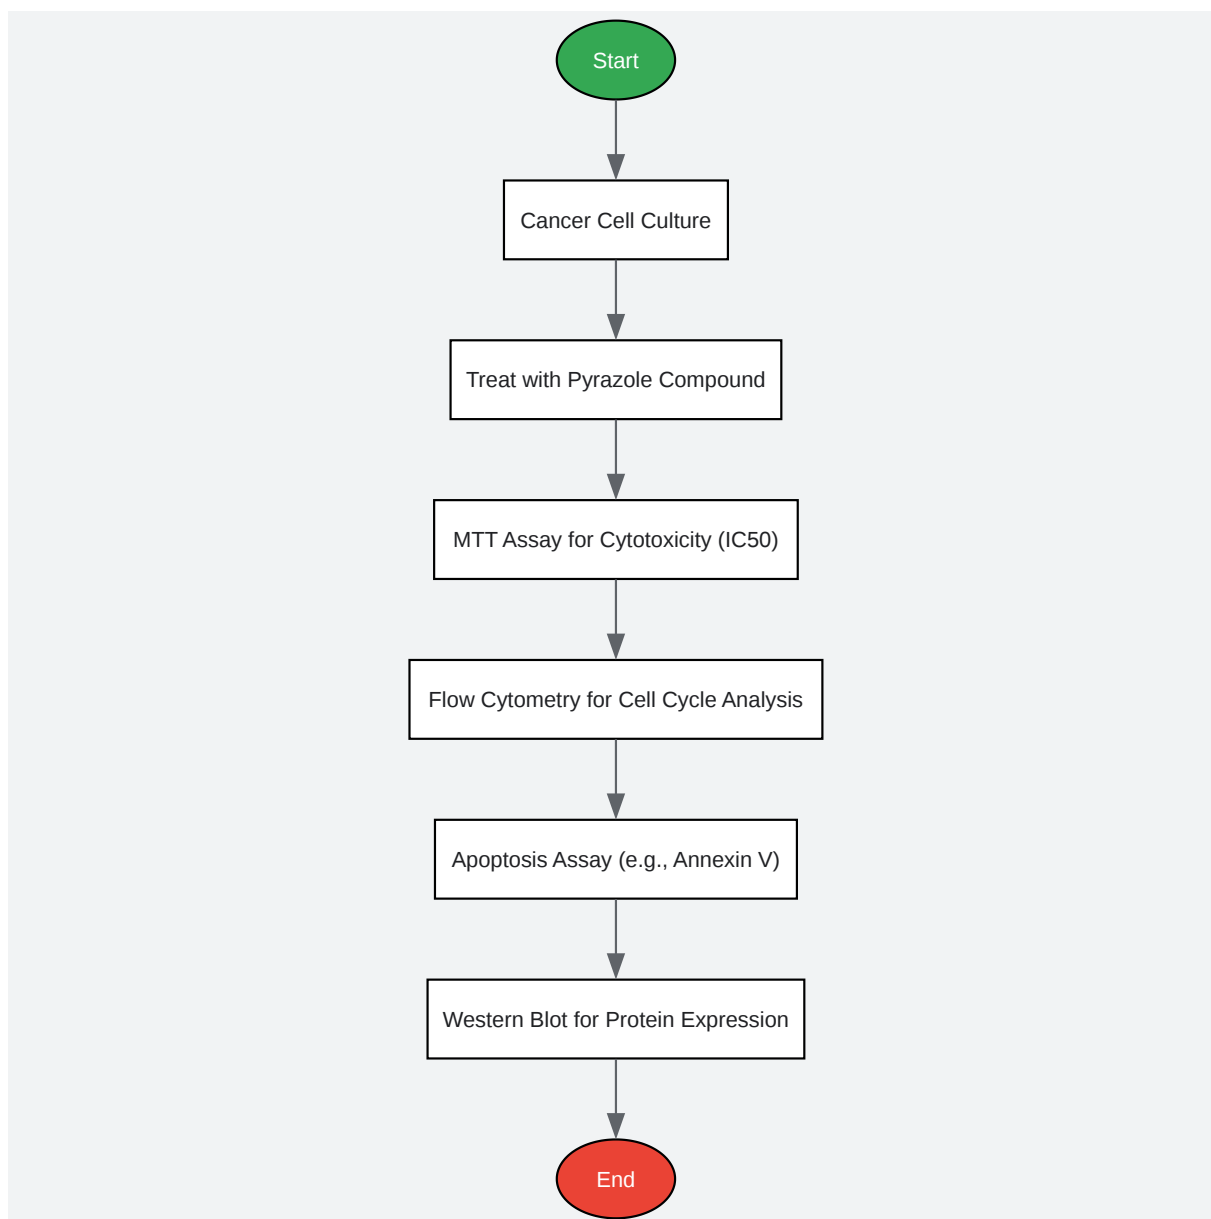 Start
Cancer Cell Culture
Treat with Pyrazole Compound
MTT Assay for Cytotoxicity (IC50)
Flow Cytometry for Cell Cycle Analysis
Apoptosis Assay (e.g., Annexin V)
Western Blot for Protein Expression
End